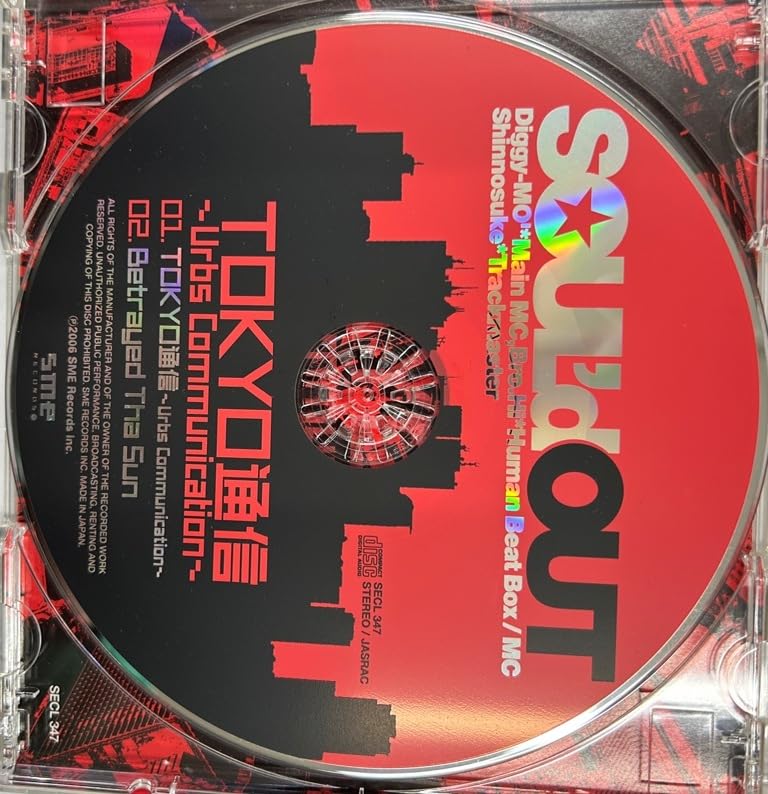 SOUL'd OUT
Diggy-MO'*Main MC,Bro.Hi*Human Beat Box / MC
Shinnosuke*Trackmaster
COMPACT
disc
DIGITAL AUDIO
SECL 347
STEREO / JASRAC
TOKYO通信
~Urbs Communication~
01. TOKYO通信 ~Urbs Communication~
02. Betrayed Tha Sun
ALL RIGHTS OF THE MANUFACTURER AND OF THE OWNER OF THE RECORDED WORK
RESERVED. UNAUTHORIZED PUBLIC PERFORMANCE, BROADCASTING, RENTING AND
COPYING OF THIS DISC PROHIBITED. SME RECORDS INC. MADE IN JAPAN.
℗2006 SME Records Inc.
sme
RECORDS
SECL 347